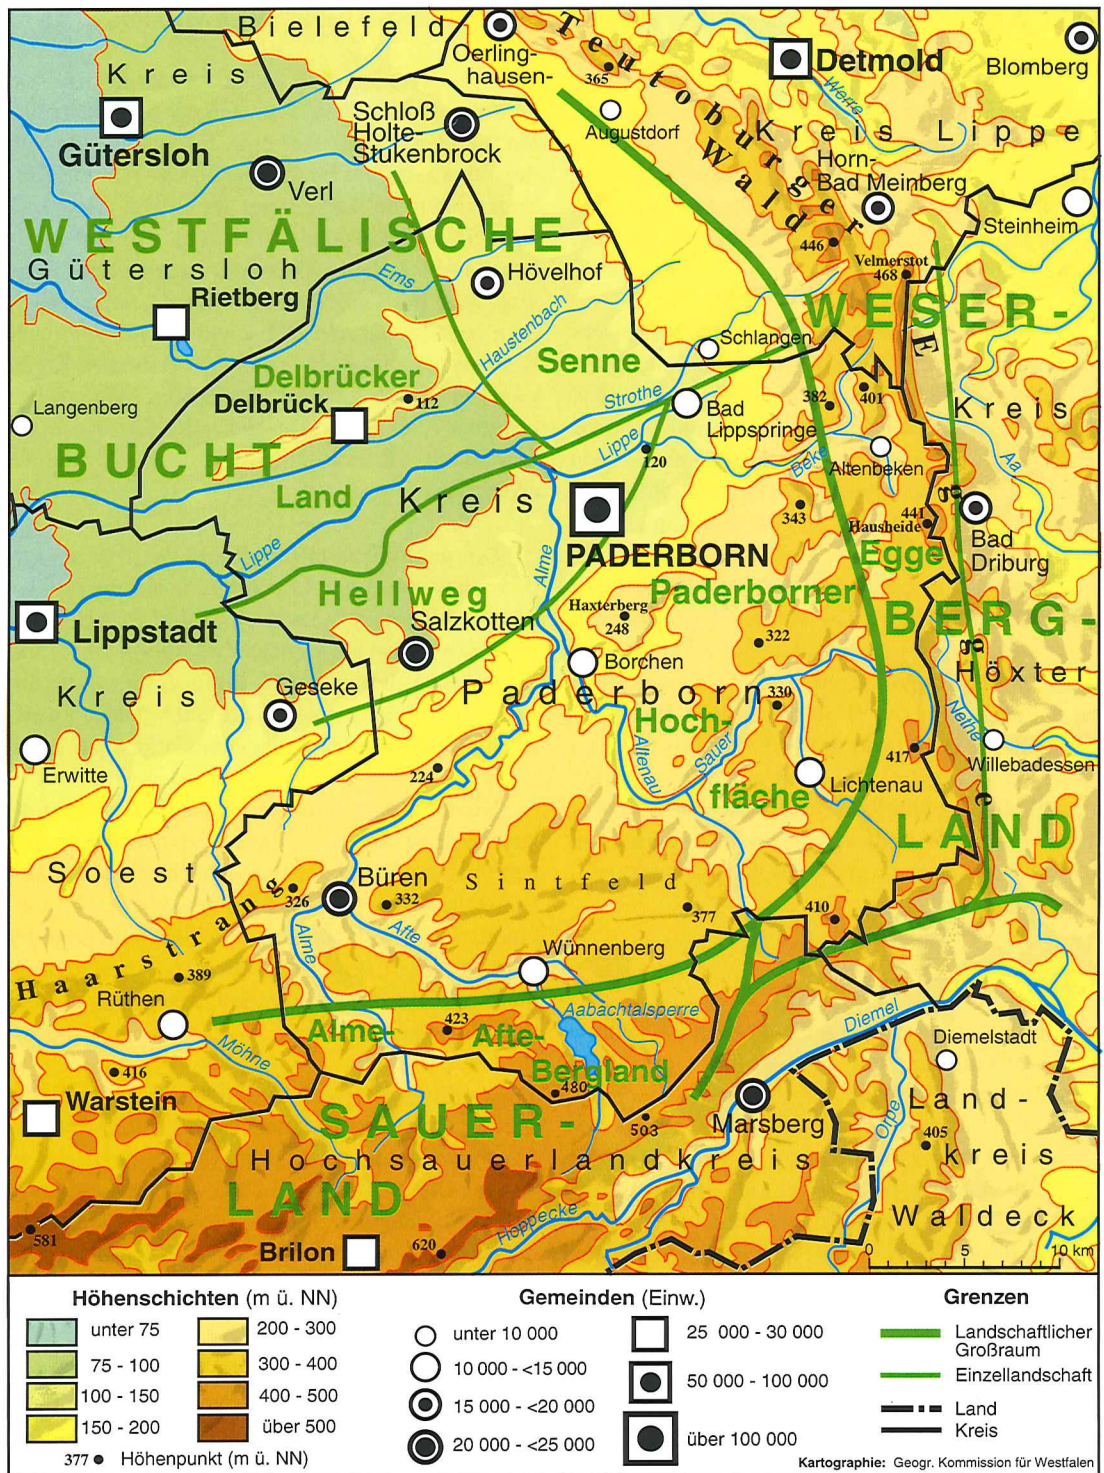 Bielefeld
Oerling-
hausen-
Teutoburger
Wald
365
Detmold
Blomberg
Kreis
Gütersloh
Schloß
Holte-
Stukenbrock
Augustdorf
Werre
Kreis Lippe
Horn-
Bad Meinberg
Verl
Steinheim
WESTFÄLISCHE
446
Velmerstot
468
Gütersloh
Ems
Hövelhof
Rietberg
WESER-
Haustenbach
Schlangen
Senne
Egge
Delbrücker
Delbrück
112
Strothe
382
401
Kreis
Langenberg
Bad
Lippspringe
BUCHT
Lippe
120
Beke
Altenbeken
Aa
Land
Kreis
343
441
Hausheide
Bad
Driburg
Lippe
Alme
PADERBORN
Egge
Hellweg
Haxterberg
248
Paderborner
BERG-
Lippstadt
Salzkotten
322
Borchen
Höxter
Kreis
Geseke
Paderborn
330
Hoch-
Nethe
Altenau
Sauer
417
Willebadessen
Erwitte
224
fläche
Lichtenau
LAND
Soest
Büren
Sintfeld
326
332
377
410
Haarstrang
Alme
Afte
389
Wünnenberg
Rüthen
Aabachtalsperre
Diemel
Alme-
423
Afte-
Möhne
Diemelstadt
416
Bergland
480
Warstein
SAUER-
503
Marsberg
Orpe
Land-
405
kreis
Hochsauerlandkreis
LAND
Waldeck
581
Brilon
620
Hoppecke
0 5 10 km
Höhenschichten (m ü. NN)
unter 75
75 - 100
100 - 150
150 - 200
200 - 300
300 - 400
400 - 500
über 500
377 Höhenpunkt (m ü. NN)
Gemeinden (Einw.)
unter 10 000
10 000 - <15 000
15 000 - <20 000
20 000 - <25 000
25 000 - 30 000
50 000 - 100 000
über 100 000
Grenzen
Landschaftlicher
Großraum
Einzellandschaft
Land
Kreis
Kartographie: Geogr. Kommission für Westfalen